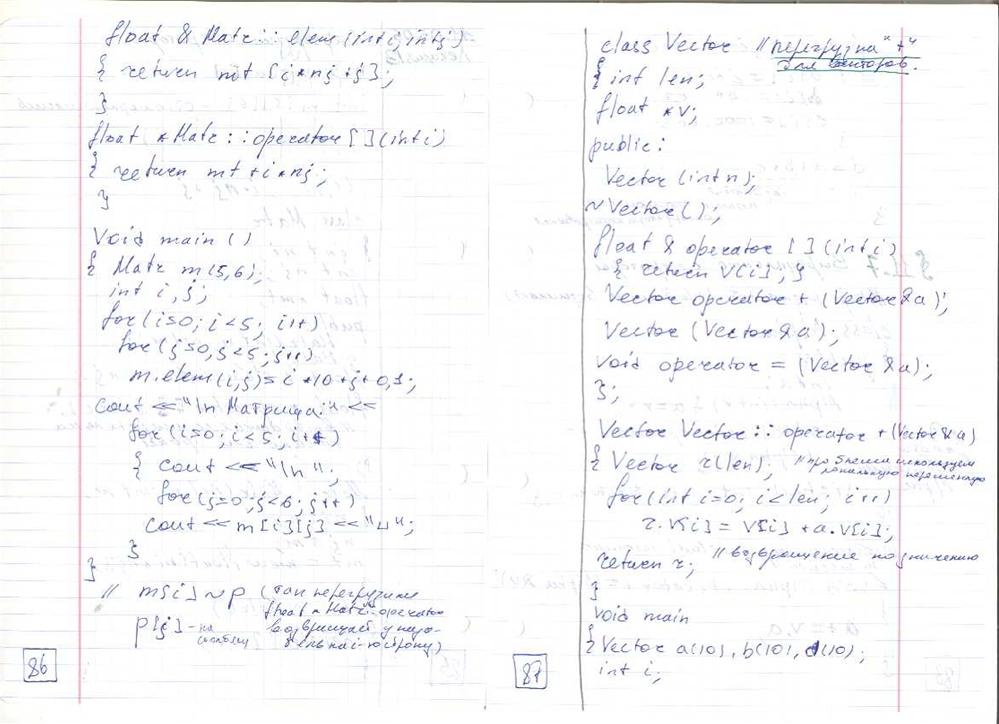 float & Matr::elem(int i, int j)
{ return mt [i*nj+j];
}
float *Matr::operator[](int i)
{ return mt+i*nj;
}
void main ()
{ Matr m(5,6);
int i, j;
for(i=0; i<5; i++)
for(j=0, j<5; j++)
m.elem(i,j)=i*10+j+0,1;
cout <<"\n Матрица:" <<
for(i=0; i<5; i++)
{ cout <<"\n";
for(j=0; j<6; j++)
cout << m[i][j] <<"␣";
}
}
// m[i] ~ p (так перегрузили
float * Matr::operator
p[j] - на возвращает указа-
тель на i-ю строку)
86
class Vector // перегрузка "+"
для векторов.
{ int len;
float *v;
public:
Vector (int n);
~Vector();
float & operator [](int i)
{ return v[i]; }
Vector operator + (Vector &a);
Vector (Vector &a);
void operator = (Vector &a);
};
Vector Vector:: operator +(Vector &a)
{ Vector r(len); // используем
локальную переменную
for(int i=0; i<len; i++)
r.v[i] = v[i] +a.v[i];
return r; // возвращение по значению
}
void main
{ Vector a(10), b(10), d(10);
int i;
87